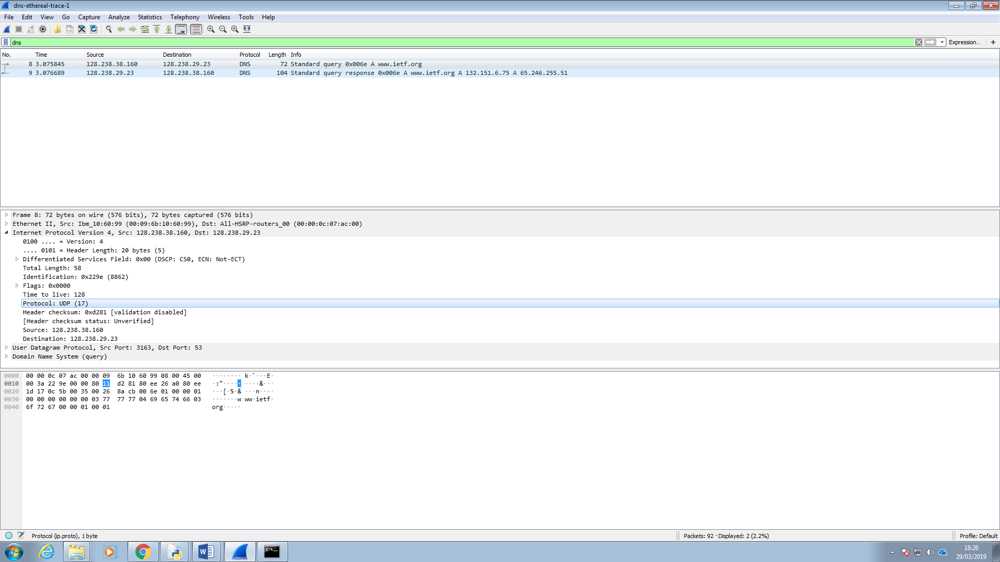 dns-ethereal-trace-1
File Edit View Go Capture Analyze Statistics Telephony Wireless Tools Help
dns Expression... +
No. Time Source Destination Protocol Length Info
8 3.075845 128.238.38.160 128.238.29.23 DNS 72 Standard query 0x006e A www.ietf.org
9 3.076689 128.238.29.23 128.238.38.160 DNS 104 Standard query response 0x006e A www.ietf.org A 132.151.6.75 A 65.246.255.51
Frame 8: 72 bytes on wire (576 bits), 72 bytes captured (576 bits)
Ethernet II, Src: Ibm_10:60:99 (00:09:6b:10:60:99), Dst: All-HSRP-routers_00 (00:00:0c:07:ac:00)
Internet Protocol Version 4, Src: 128.238.38.160, Dst: 128.238.29.23
0100 .... = Version: 4
.... 0101 = Header Length: 20 bytes (5)
Differentiated Services Field: 0x00 (DSCP: CS0, ECN: Not-ECT)
Total Length: 58
Identification: 0x229e (8862)
Flags: 0x0000
Time to live: 128
Protocol: UDP (17)
Header checksum: 0xd281 [validation disabled]
[Header checksum status: Unverified]
Source: 128.238.38.160
Destination: 128.238.29.23
User Datagram Protocol, Src Port: 3163, Dst Port: 53
Domain Name System (query)
0000 00 00 0c 07 ac 00 00 09 6b 10 60 99 08 00 45 00 ········ k·`···E·
0010 00 3a 22 9e 00 00 80 11 d2 81 80 ee 26 a0 80 ee ·:"····· ····&···
0020 1d 17 0c 5b 00 35 00 26 8a cb 00 6e 01 00 00 01 ···[·5·& ···n····
0030 00 00 00 00 00 00 03 77 77 77 04 69 65 74 66 03 ·······w ww·ietf·
0040 6f 72 67 00 00 01 00 01 org·····
Protocol (ip.proto), 1 byte Packets: 92 · Displayed: 2 (2.2%) Profile: Default
18:26
29/03/2019